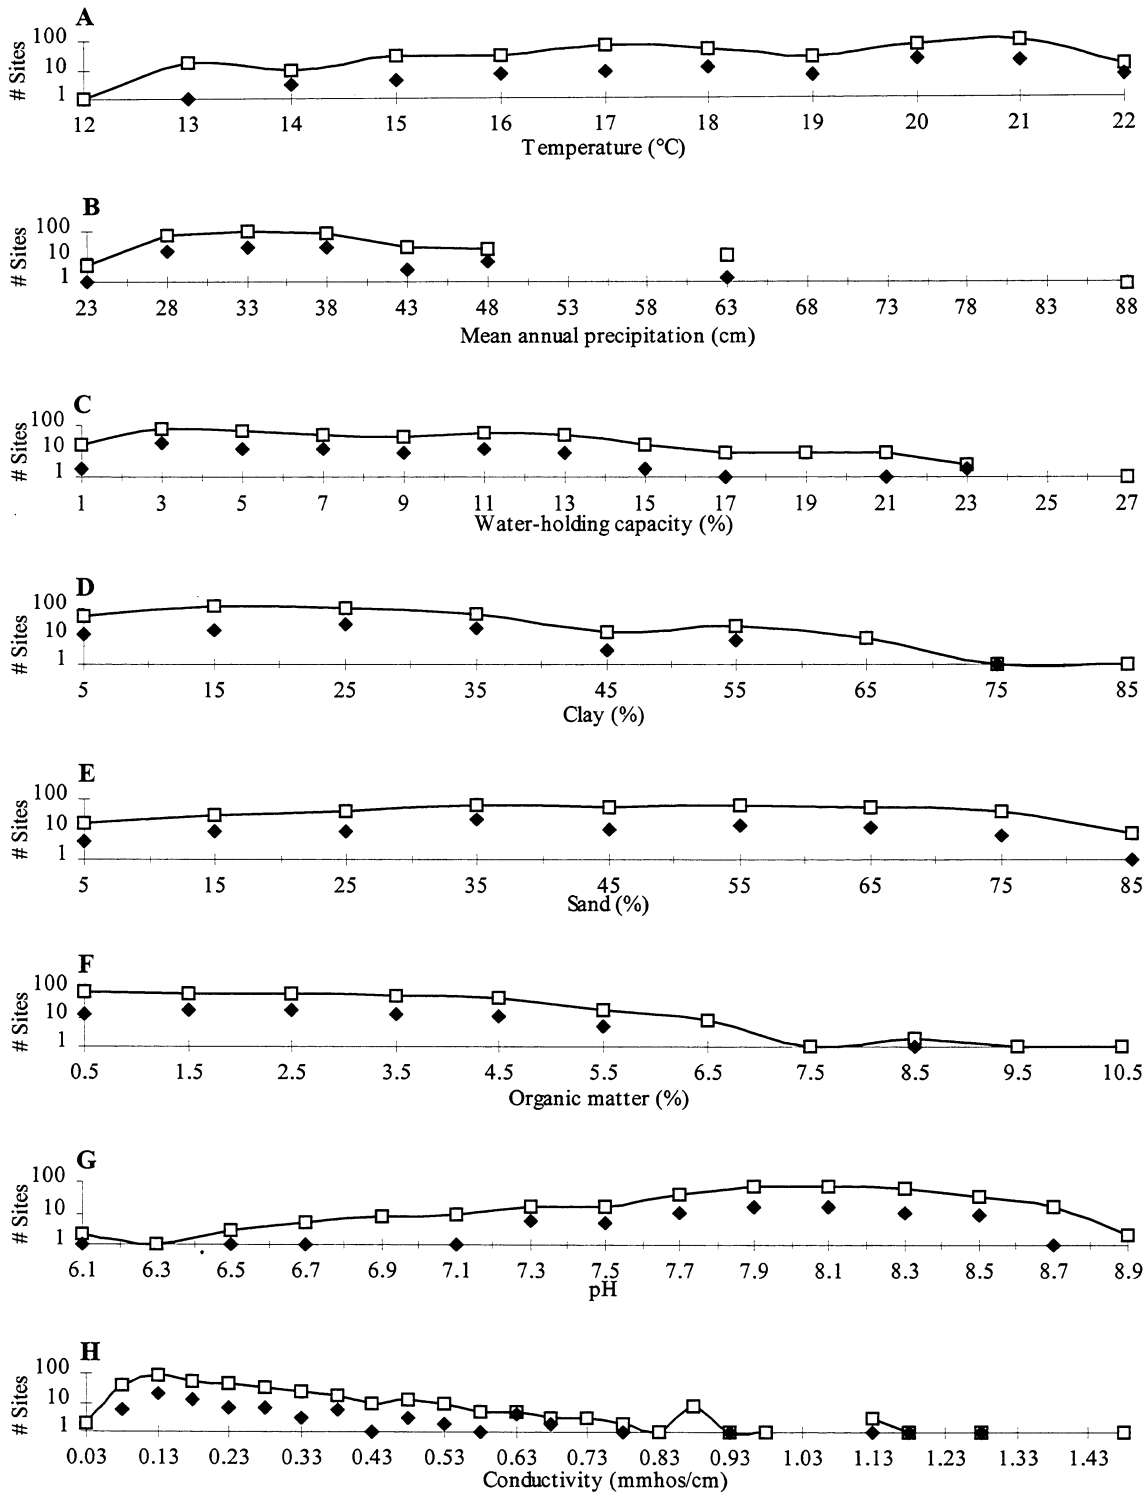 A
# Sites
100
10
1
12 13 14 15 16 17 18 19 20 21 22
Temperature (°C)
B
# Sites
100
10
1
23 28 33 38 43 48 53 58 63 68 73 78 83 88
Mean annual precipitation (cm)
C
# Sites
100
10
1
1 3 5 7 9 11 13 15 17 19 21 23 25 27
Water-holding capacity (%)
D
# Sites
100
10
1
5 15 25 35 45 55 65 75 85
Clay (%)
E
# Sites
100
10
1
5 15 25 35 45 55 65 75 85
Sand (%)
F
# Sites
100
10
1
0.5 1.5 2.5 3.5 4.5 5.5 6.5 7.5 8.5 9.5 10.5
Organic matter (%)
G
# Sites
100
10
1
6.1 6.3 6.5 6.7 6.9 7.1 7.3 7.5 7.7 7.9 8.1 8.3 8.5 8.7 8.9
pH
H
# Sites
100
10
1
0.03 0.13 0.23 0.33 0.43 0.53 0.63 0.73 0.83 0.93 1.03 1.13 1.23 1.33 1.43
Conductivity (mmhos/cm)